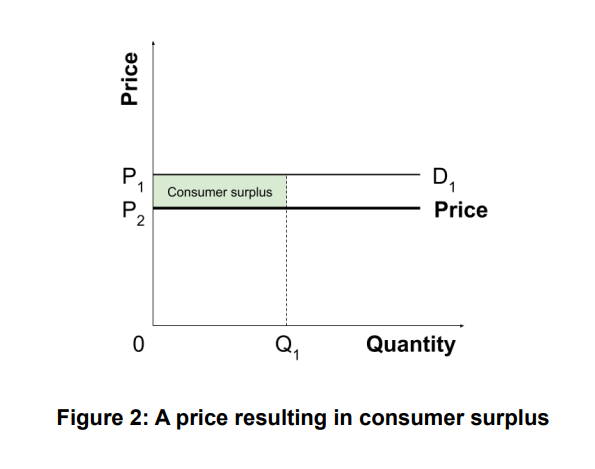 Price
P1
Consumer surplus
D1
P2
Price
0
Q1
Quantity
Figure 2: A price resulting in consumer surplus